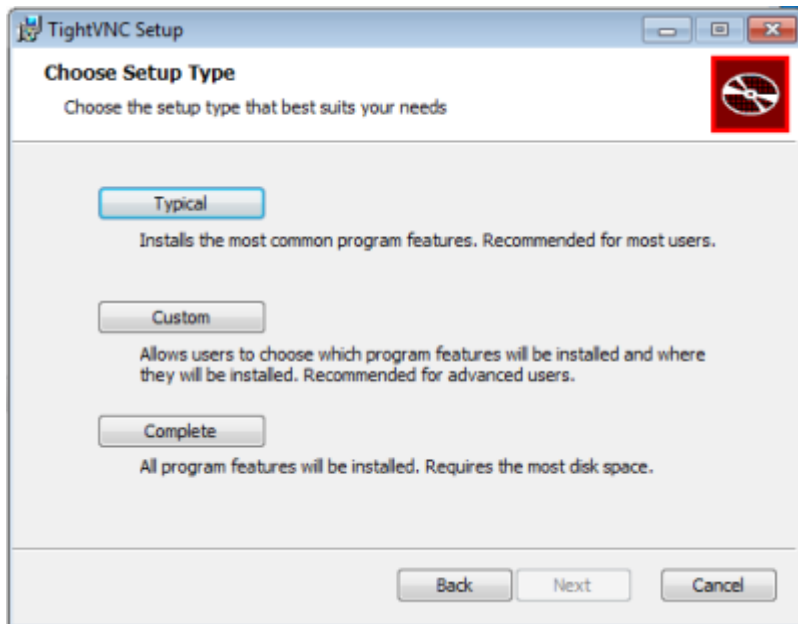 TightVNC Setup
Choose Setup Type
Choose the setup type that best suits your needs
Typical
Installs the most common program features. Recommended for most users.
Custom
Allows users to choose which program features will be installed and where
they will be installed. Recommended for advanced users.
Complete
All program features will be installed. Requires the most disk space.
Back Next Cancel